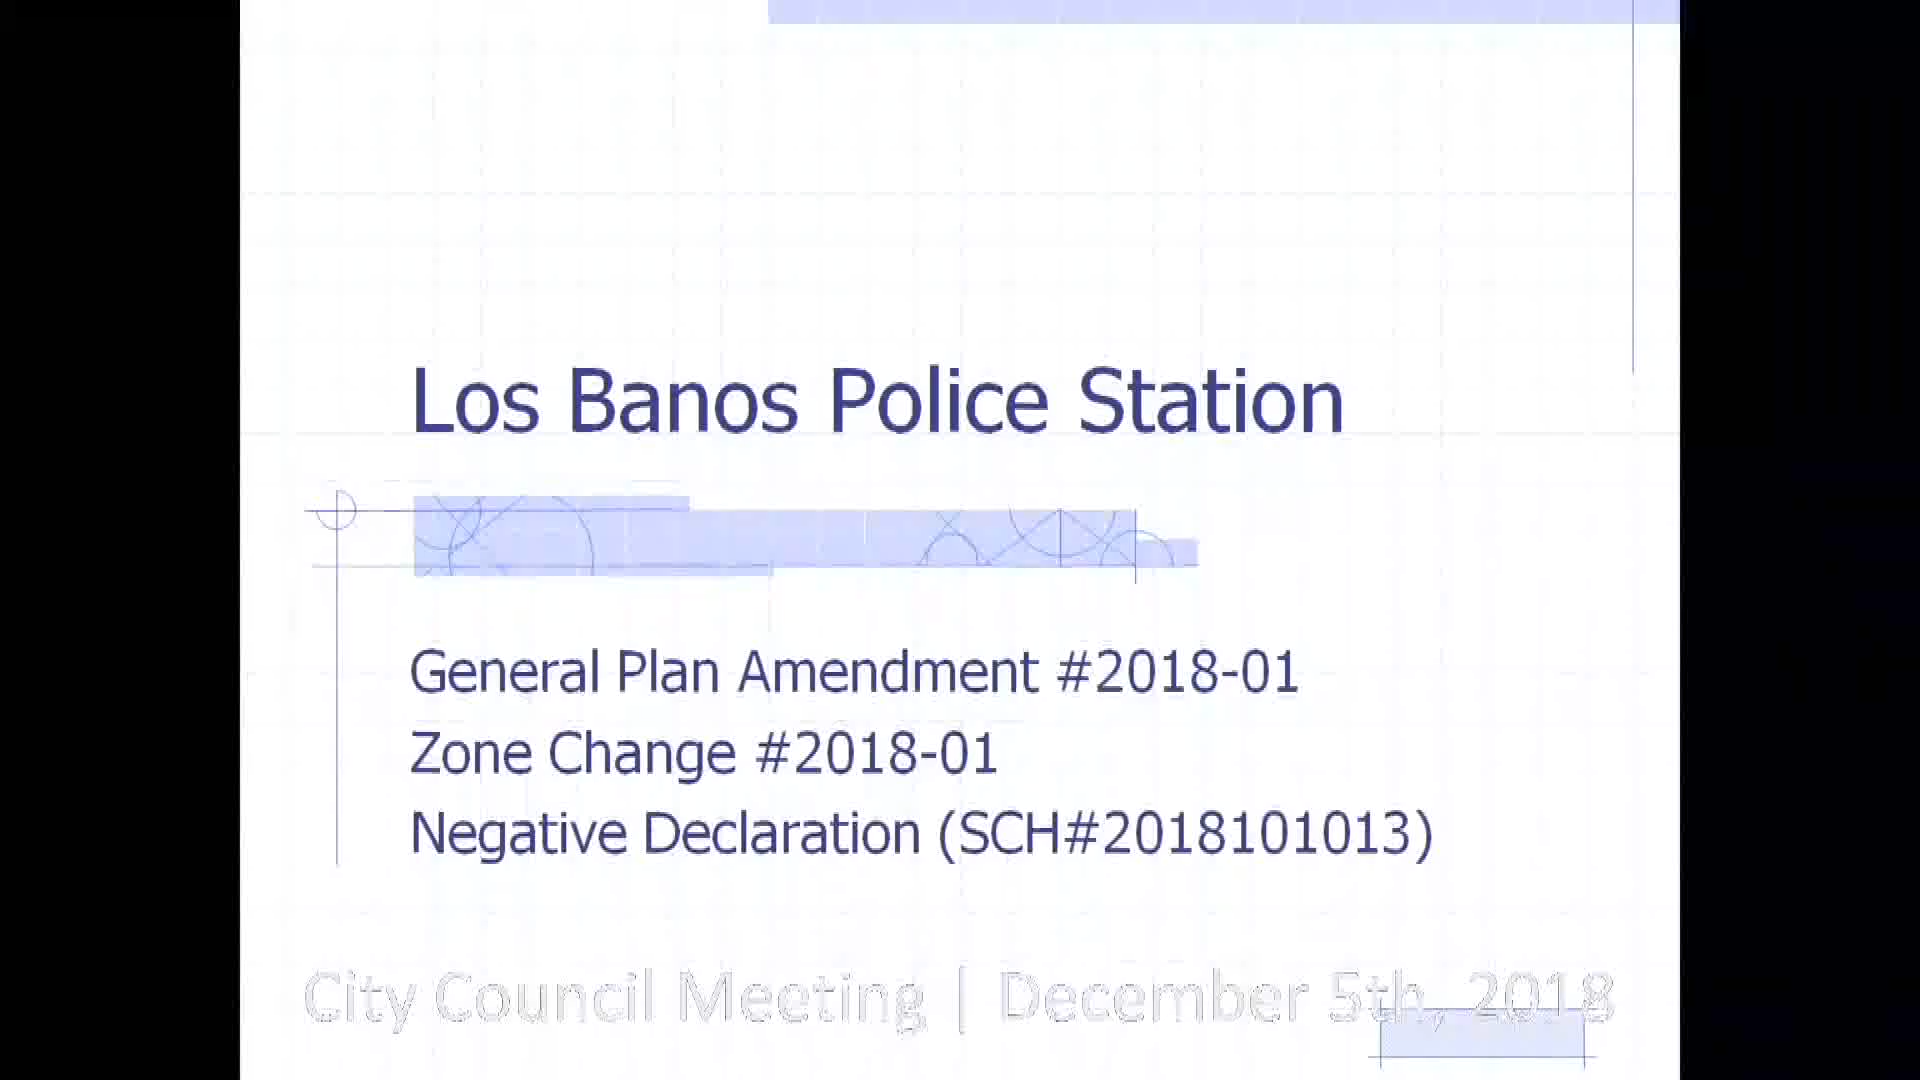 Los Banos Police Station
General Plan Amendment #2018-01
Zone Change #2018-01
Negative Declaration (SCH#2018101013)
City Council Meeting | December 5th, 2018